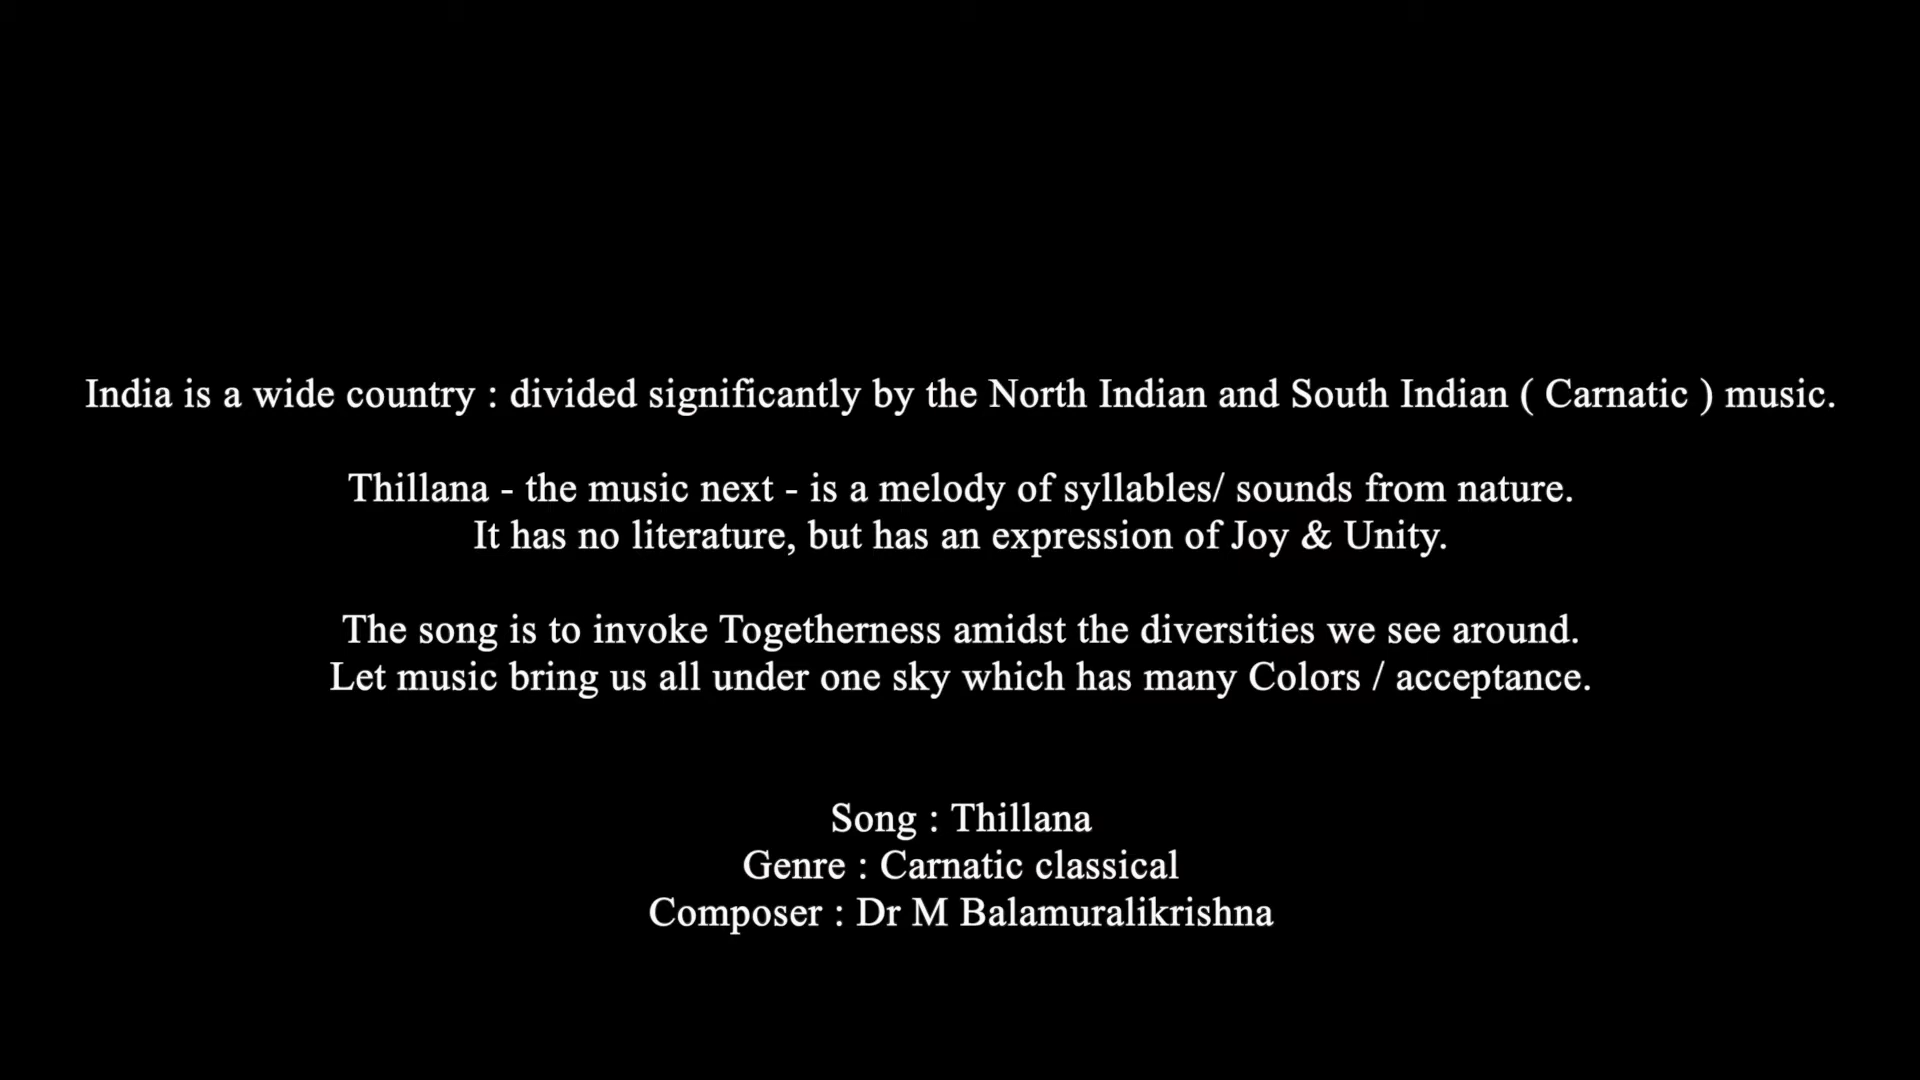 India is a wide country : divided significantly by the North Indian and South Indian ( Carnatic ) music.
Thillana - the music next - is a melody of syllables/ sounds from nature.
It has no literature, but has an expression of Joy & Unity.
The song is to invoke Togetherness amidst the diversities we see around.
Let music bring us all under one sky which has many Colors / acceptance.
Song : Thillana
Genre : Carnatic classical
Composer : Dr M Balamuralikrishna